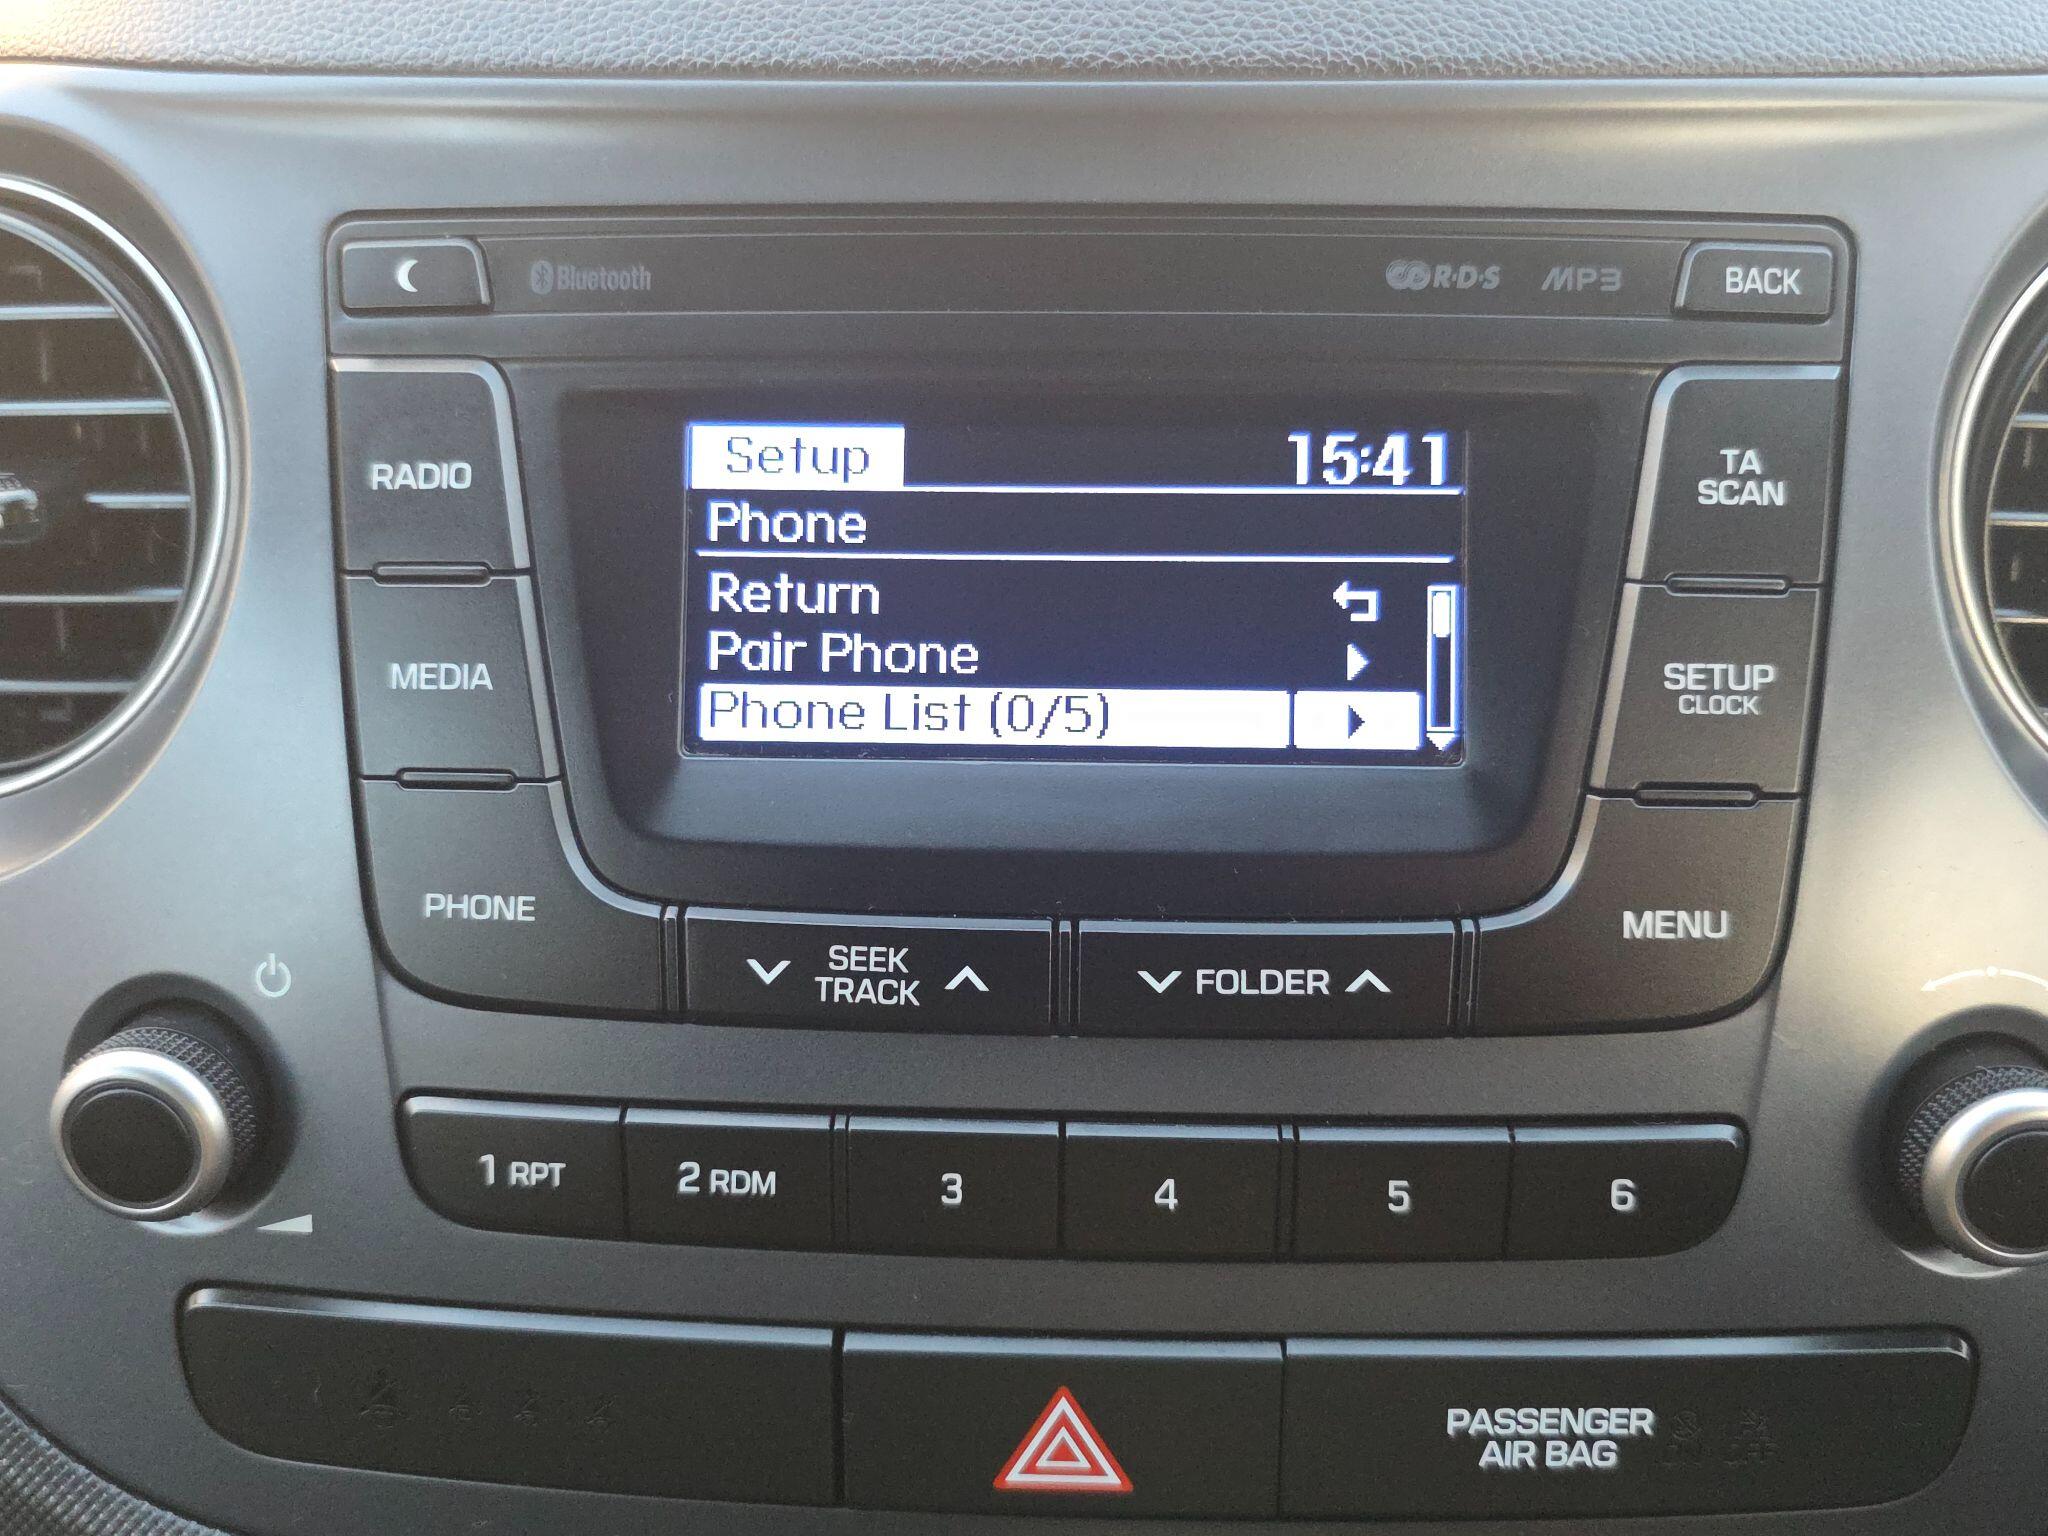 Bluetooth
R·D·S
MP3
BACK
RADIO
Setup
15:41
TA
SCAN
Phone
Return
Pair Phone
Phone List (0/5)
MEDIA
SETUP
CLOCK
PHONE
SEEK
TRACK
FOLDER
MENU
1 RPT
2 RDM
3
4
5
6
PASSENGER
AIR BAG